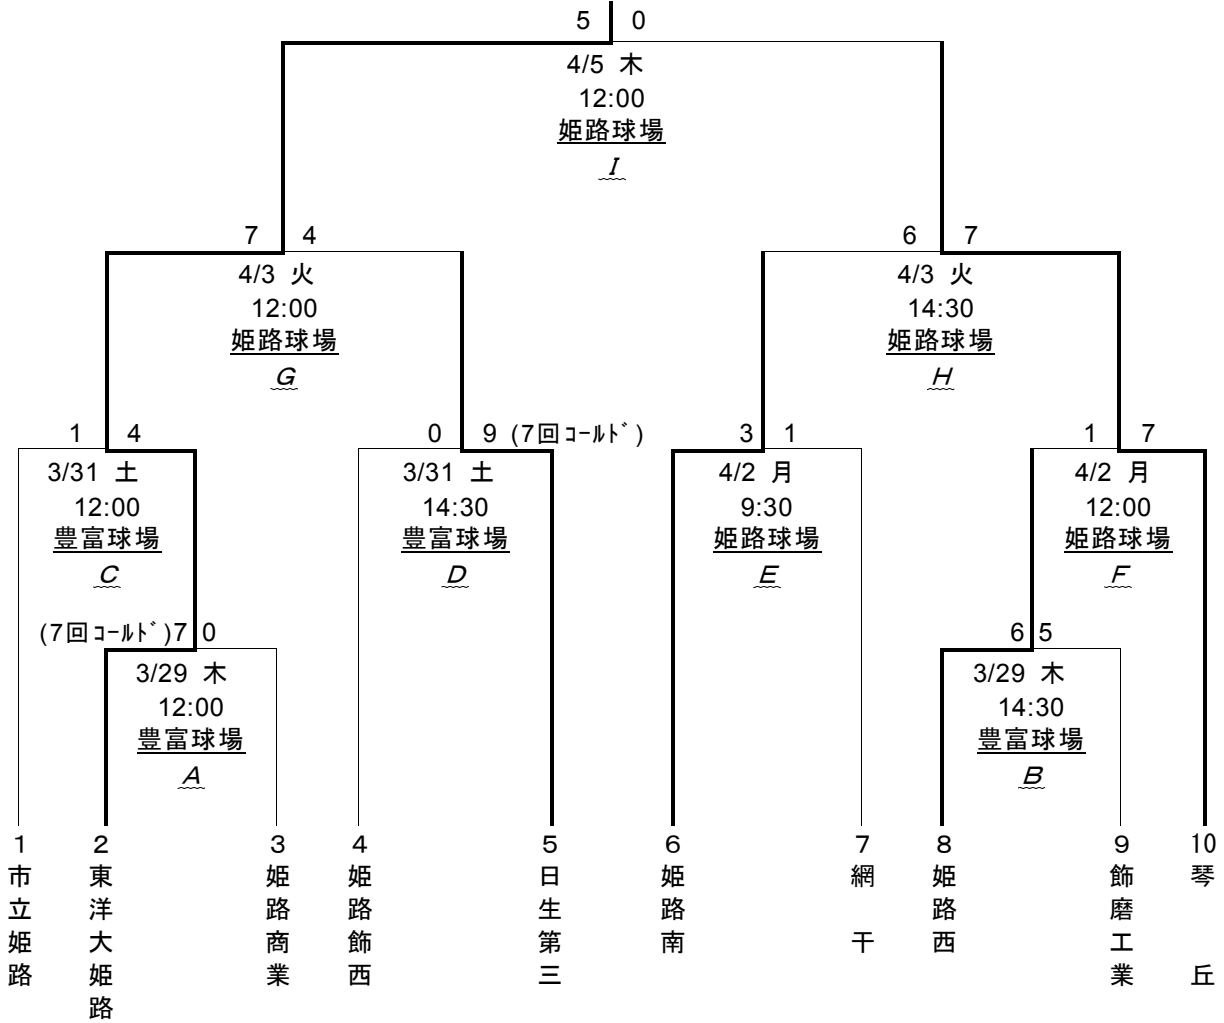 5 0
4/5 木
12:00
姫路球場
I
7 4
4/3 火
12:00
姫路球場
G
6 7
4/3 火
14:30
姫路球場
H
1 4
3/31 土
12:00
豊富球場
C
0 9 (7回ｺｰﾙﾄﾞ)
3/31 土
14:30
豊富球場
D
3 1
4/2 月
9:30
姫路球場
E
1 7
4/2 月
12:00
姫路球場
F
(7回ｺｰﾙﾄﾞ)7 0
3/29 木
12:00
豊富球場
A
6 5
3/29 木
14:30
豊富球場
B
1
市立姫路
2
東洋大姫路
3
姫路商業
4
姫路飾西
5
日生第三
6
姫路南
7
網干
8
姫路西
9
飾磨工業
10
琴丘